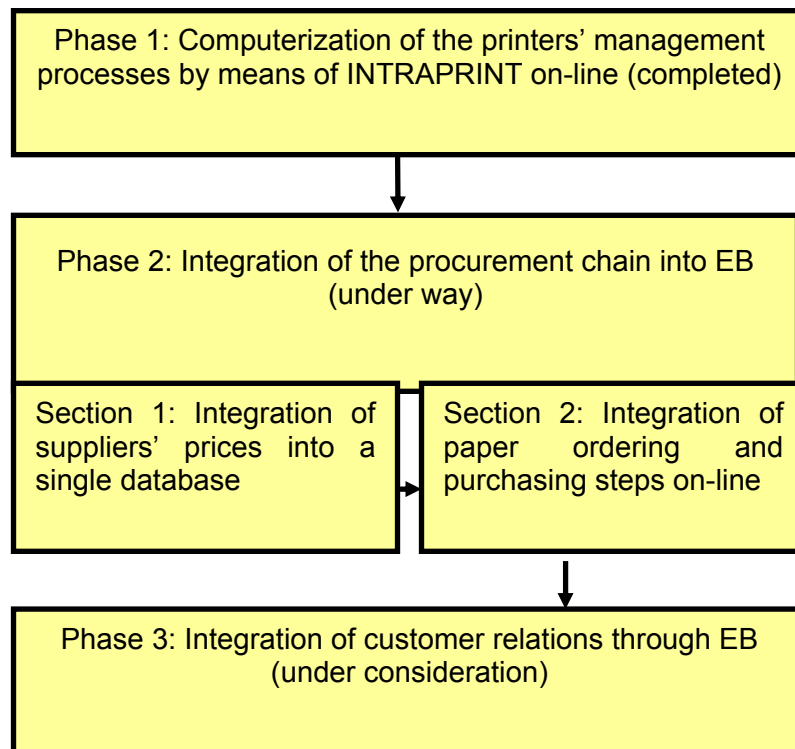 Phase 1: Computerization of the printers’ management
processes by means of INTRAPRINT on-line (completed)
Phase 2: Integration of the procurement chain into EB
(under way)
Section 1: Integration of
suppliers’ prices into a
single database
Section 2: Integration of
paper ordering and
purchasing steps on-line
Phase 3: Integration of customer relations through EB
(under consideration)